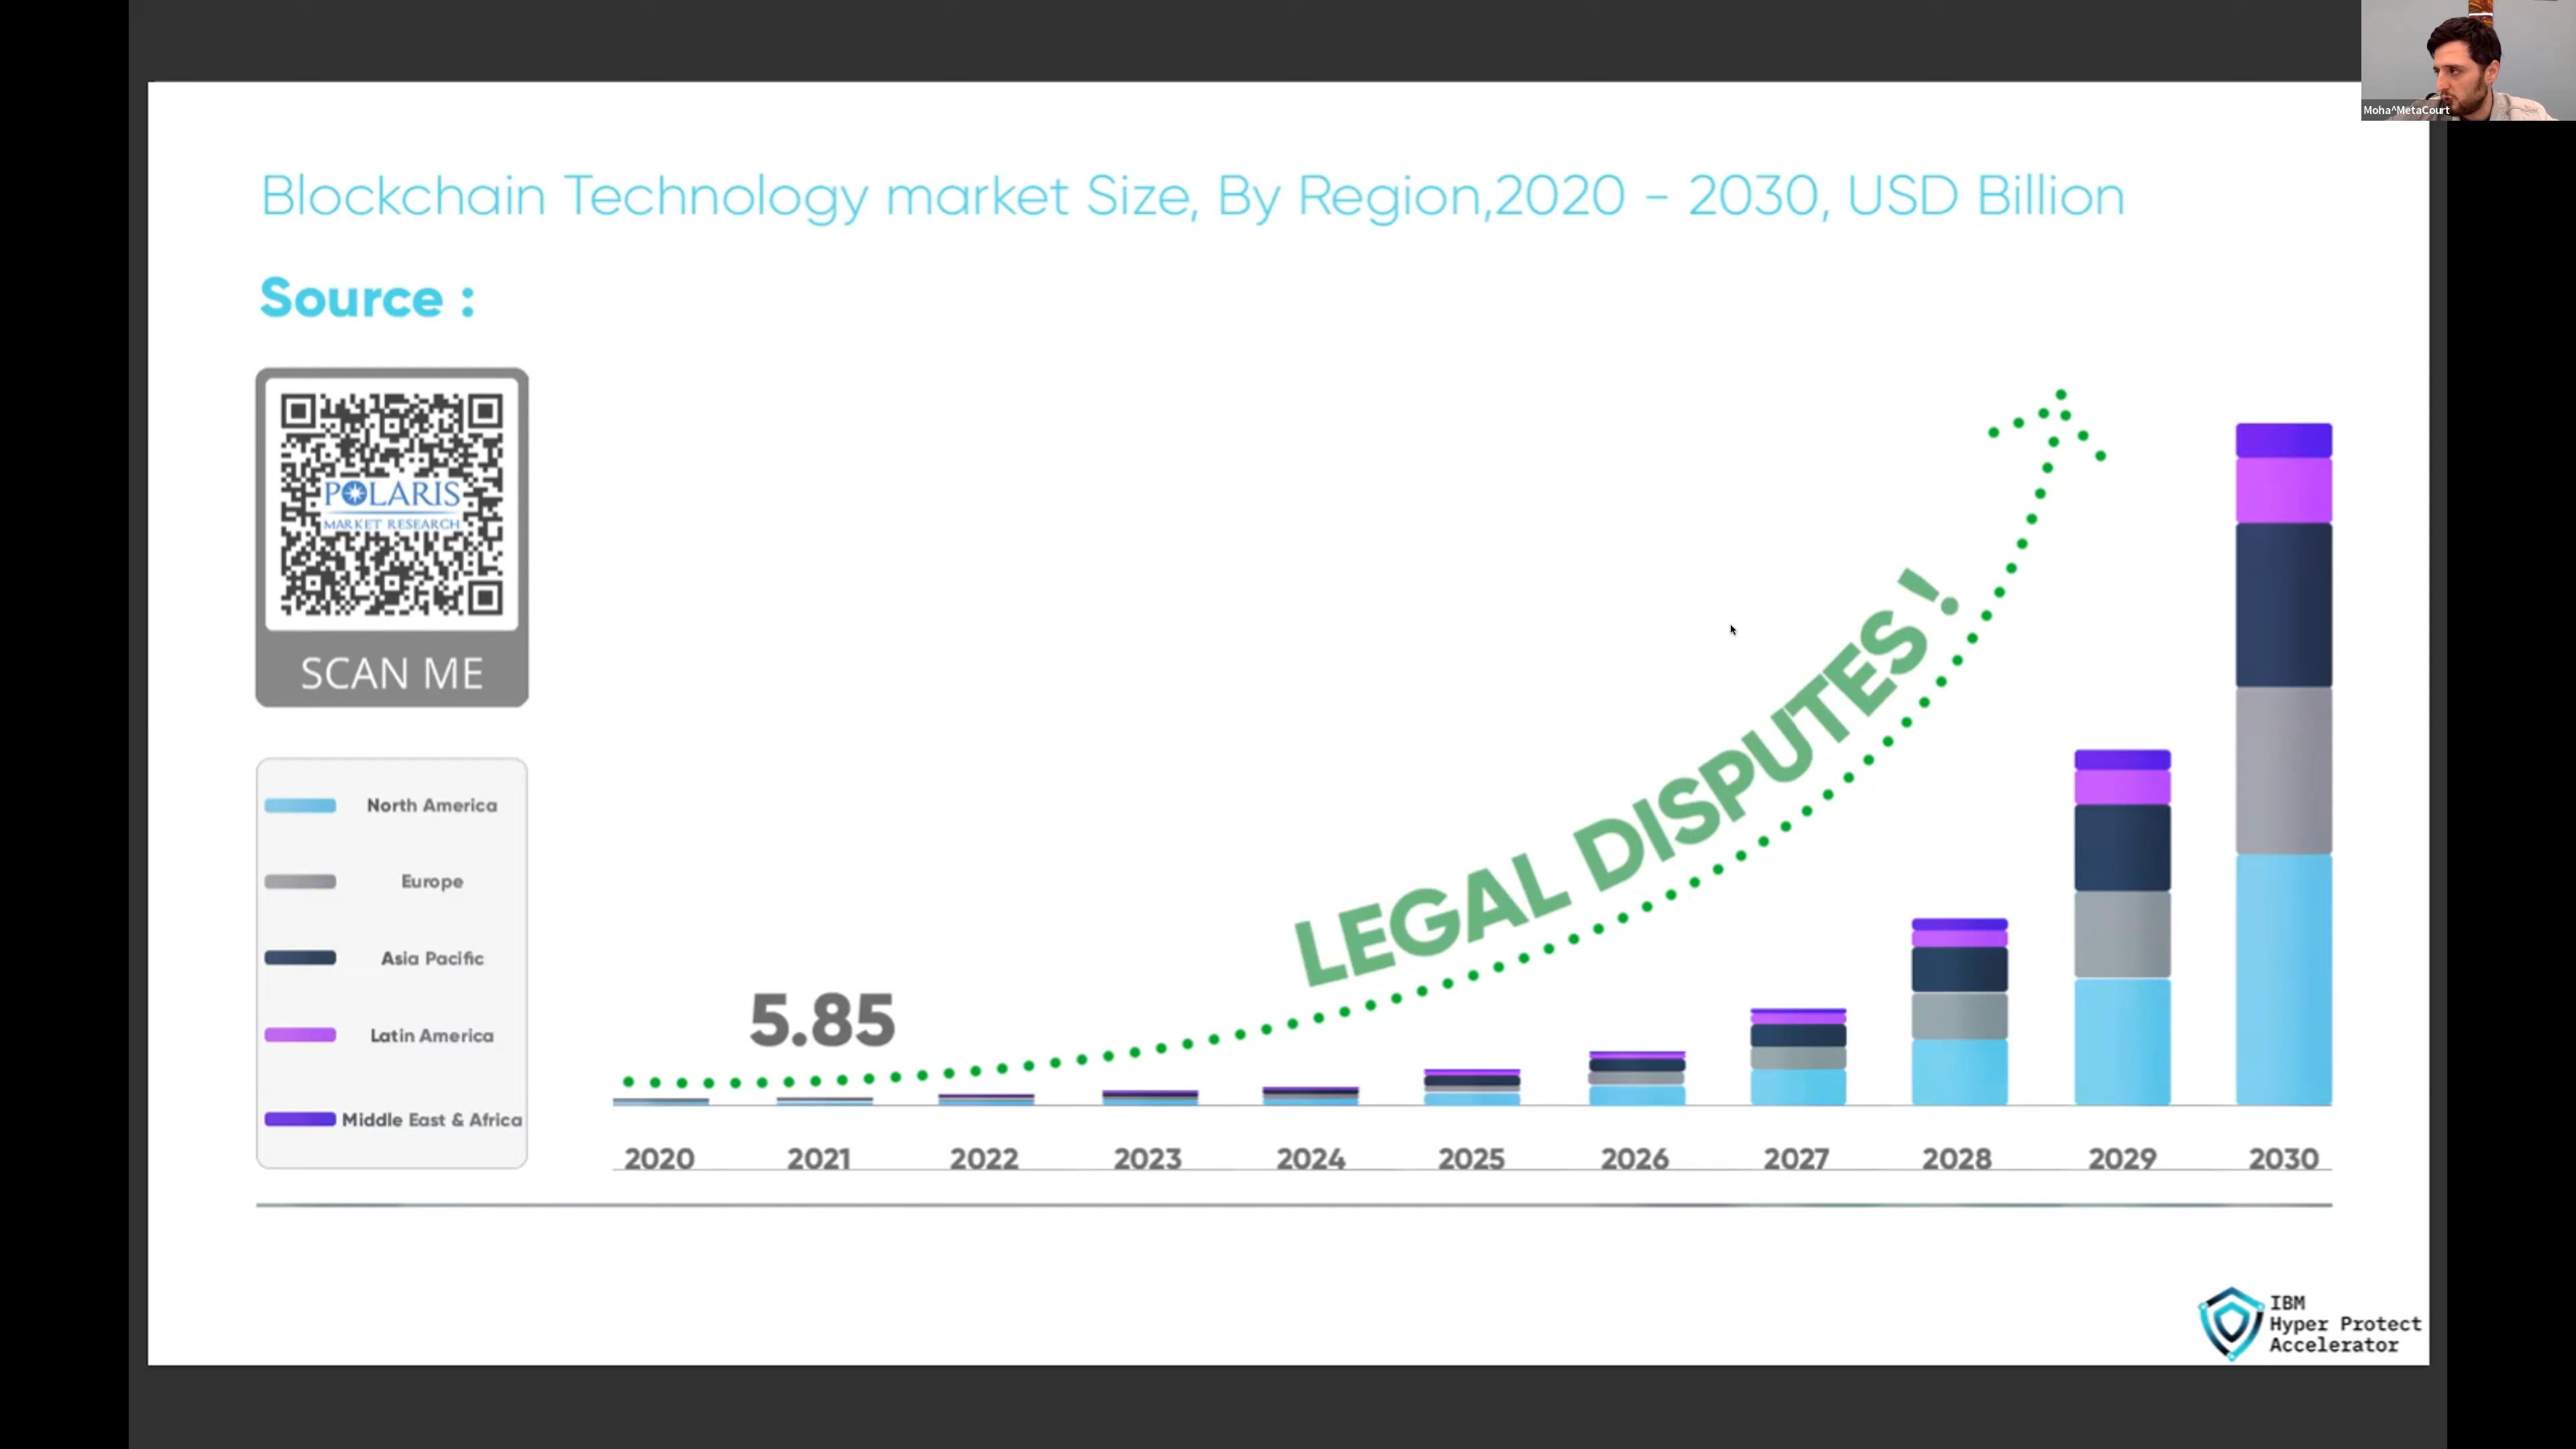 Moha^MetaCourt
Blockchain Technology market Size, By Region,2020 - 2030, USD Billion
Source :
POLARIS
MARKET RESEARCH
SCAN ME
North America
Europe
Asia Pacific
Latin America
Middle East & Africa
5.85
LEGAL DISPUTES !
2020 2021 2022 2023 2024 2025 2026 2027 2028 2029 2030
IBM
Hyper Protect
Accelerator